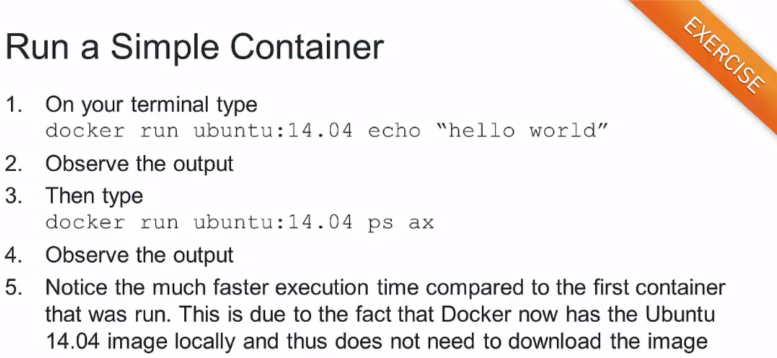 EXERCISE
Run a Simple Container
1. On your terminal type
docker run ubuntu:14.04 echo “hello world”
2. Observe the output
3. Then type
docker run ubuntu:14.04 ps ax
4. Observe the output
5. Notice the much faster execution time compared to the first container
that was run. This is due to the fact that Docker now has the Ubuntu
14.04 image locally and thus does not need to download the image